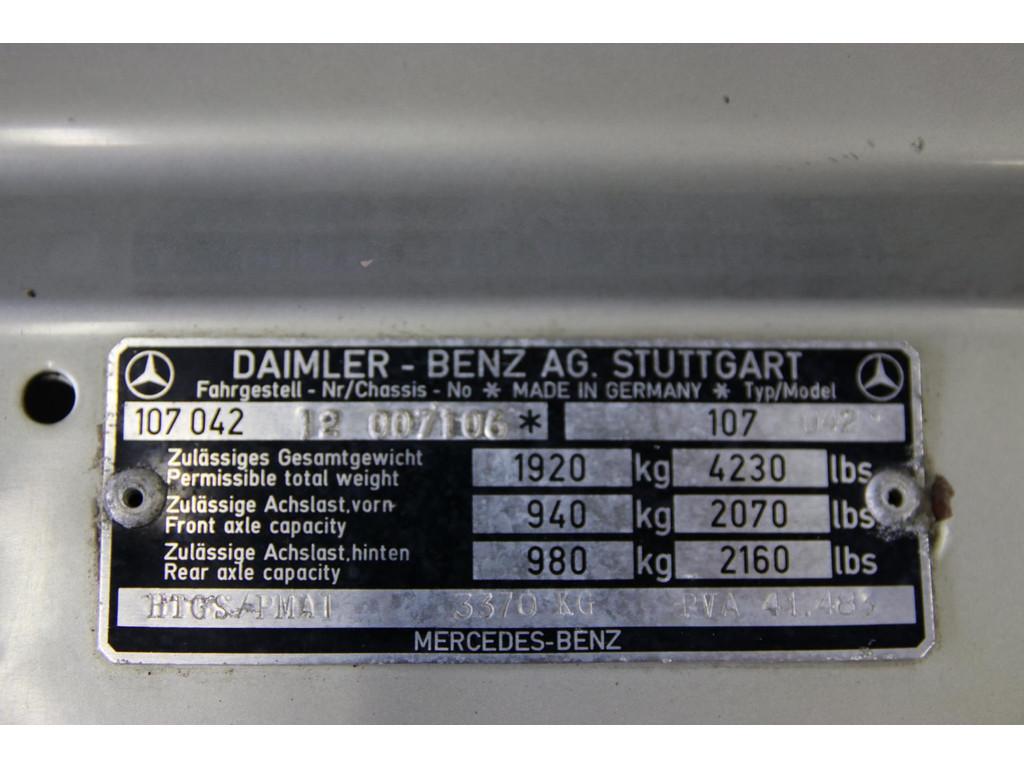 DAIMLER - BENZ AG. STUTTGART
Fahrgestell - Nr/Chassis - No * MADE IN GERMANY * Typ/Model
107 042 12 007106 * 107 042
Zulässiges Gesamtgewicht
Permissible total weight 1920 kg 4230 lbs
Zulässige Achslast, vorn
Front axle capacity 940 kg 2070 lbs
Zulässige Achslast, hinten
Rear axle capacity 980 kg 2160 lbs
3370 KG PVA
MERCEDES-BENZ